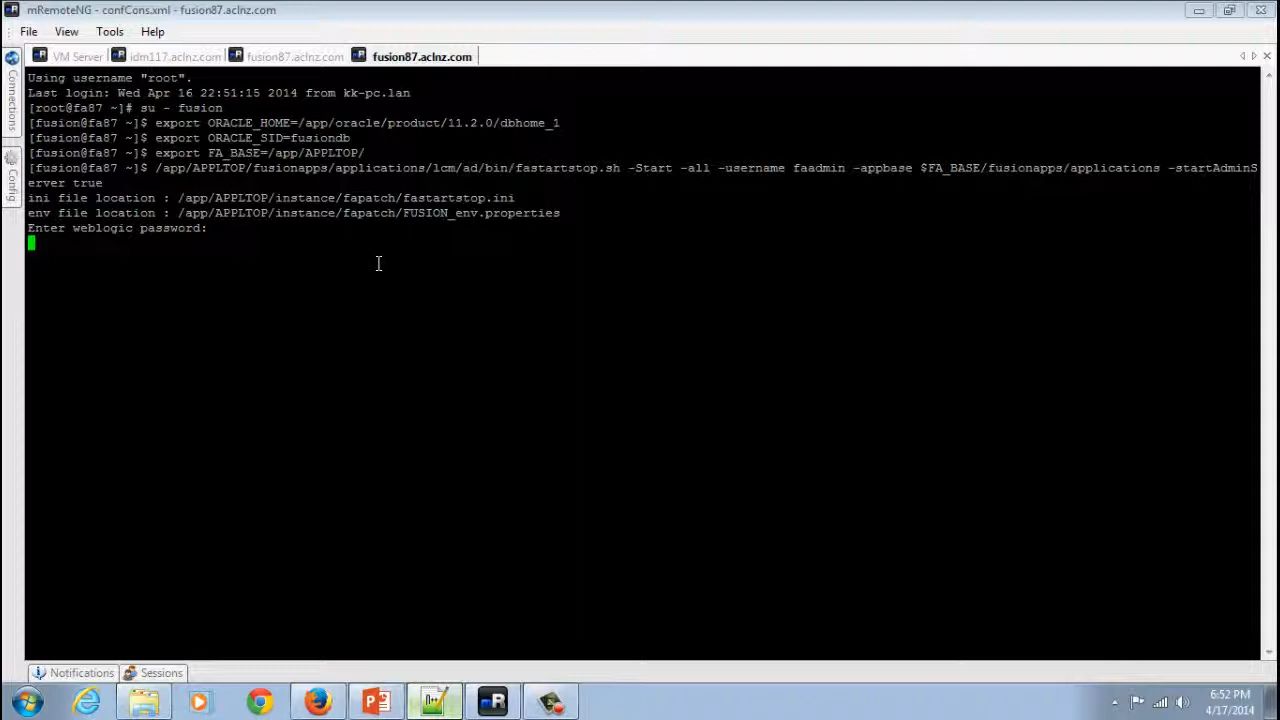 mRemoteNG - confCons.xml - fusion87.aclnz.com
File View Tools Help
VM Server idm117.aclnz.com fusion87.aclnz.com fusion87.aclnz.com
Connections
Config
Using username "root".
Last login: Wed Apr 16 22:51:15 2014 from kk-pc.lan
[root@fa87 ~]# su - fusion
[fusion@fa87 ~]$ export ORACLE_HOME=/app/oracle/product/11.2.0/dbhome_1
[fusion@fa87 ~]$ export ORACLE_SID=fusiondb
[fusion@fa87 ~]$ export FA_BASE=/app/APPLTOP/
[fusion@fa87 ~]$ /app/APPLTOP/fusionapps/applications/lcm/ad/bin/fastartstop.sh -Start -all -username faadmin -appbase $FA_BASE/fusionapps/applications -startAdminS
erver true
ini file location : /app/APPLTOP/instance/fapatch/fastartstop.ini
env file location : /app/APPLTOP/instance/fapatch/FUSION_env.properties
Enter weblogic password:
Notifications Sessions
6:52 PM
4/17/2014